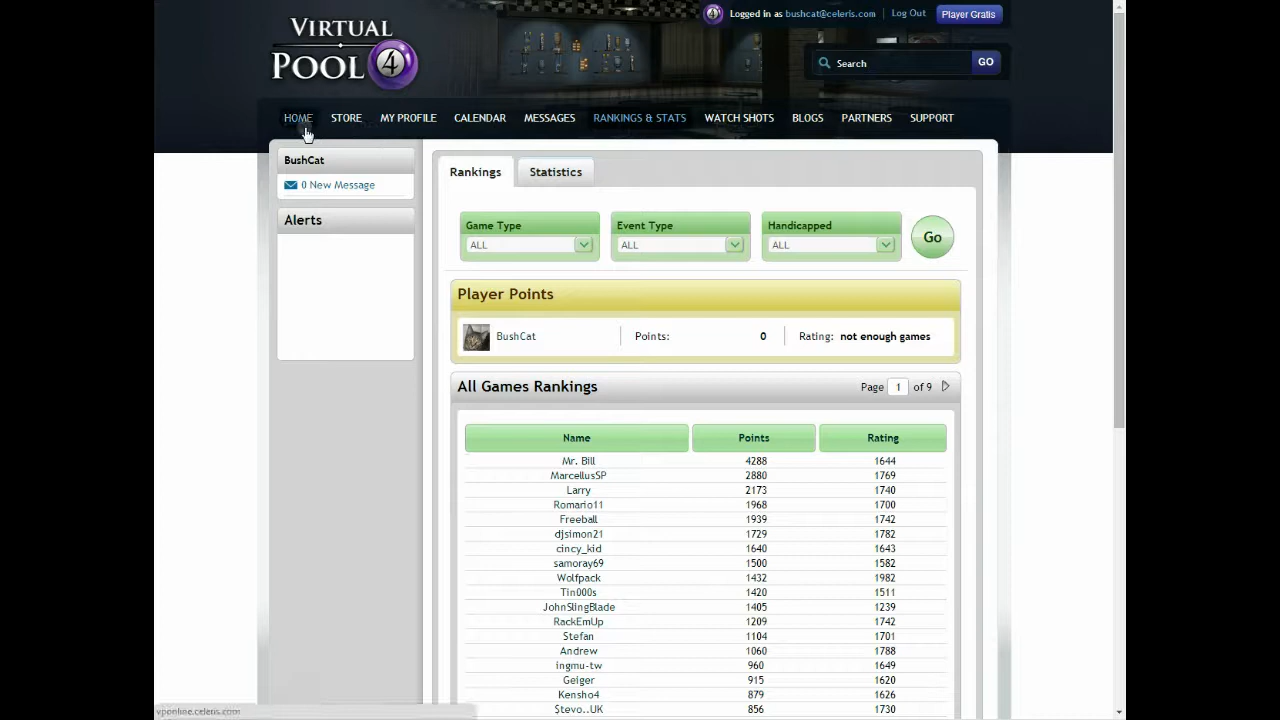 VIRTUAL
POOL 4
4 Logged in as bushcat@celeris.com Log Out Player Gratis
Search GO
HOME STORE MY PROFILE CALENDAR MESSAGES RANKINGS & STATS WATCH SHOTS BLOGS PARTNERS SUPPORT
BushCat
0 New Message
Alerts
Rankings Statistics
Game Type Event Type Handicapped
ALL ALL ALL Go
Player Points
BushCat Points: 0 Rating: not enough games
All Games Rankings Page 1 of 9
Name Points Rating
Mr. Bill 4288 1644
MarcellusSP 2880 1769
Larry 2173 1740
Romario11 1968 1700
Freeball 1939 1742
djsimon21 1729 1782
cincy_kid 1640 1643
samoray69 1500 1582
Wolfpack 1432 1982
Tin000s 1420 1511
JohnSlingBlade 1405 1239
RackEmUp 1209 1742
Stefan 1104 1701
Andrew 1060 1788
ingmu-tw 960 1649
Geiger 915 1620
Kensho4 879 1626
Stevo..UK 856 1730
vponline.celeris.com